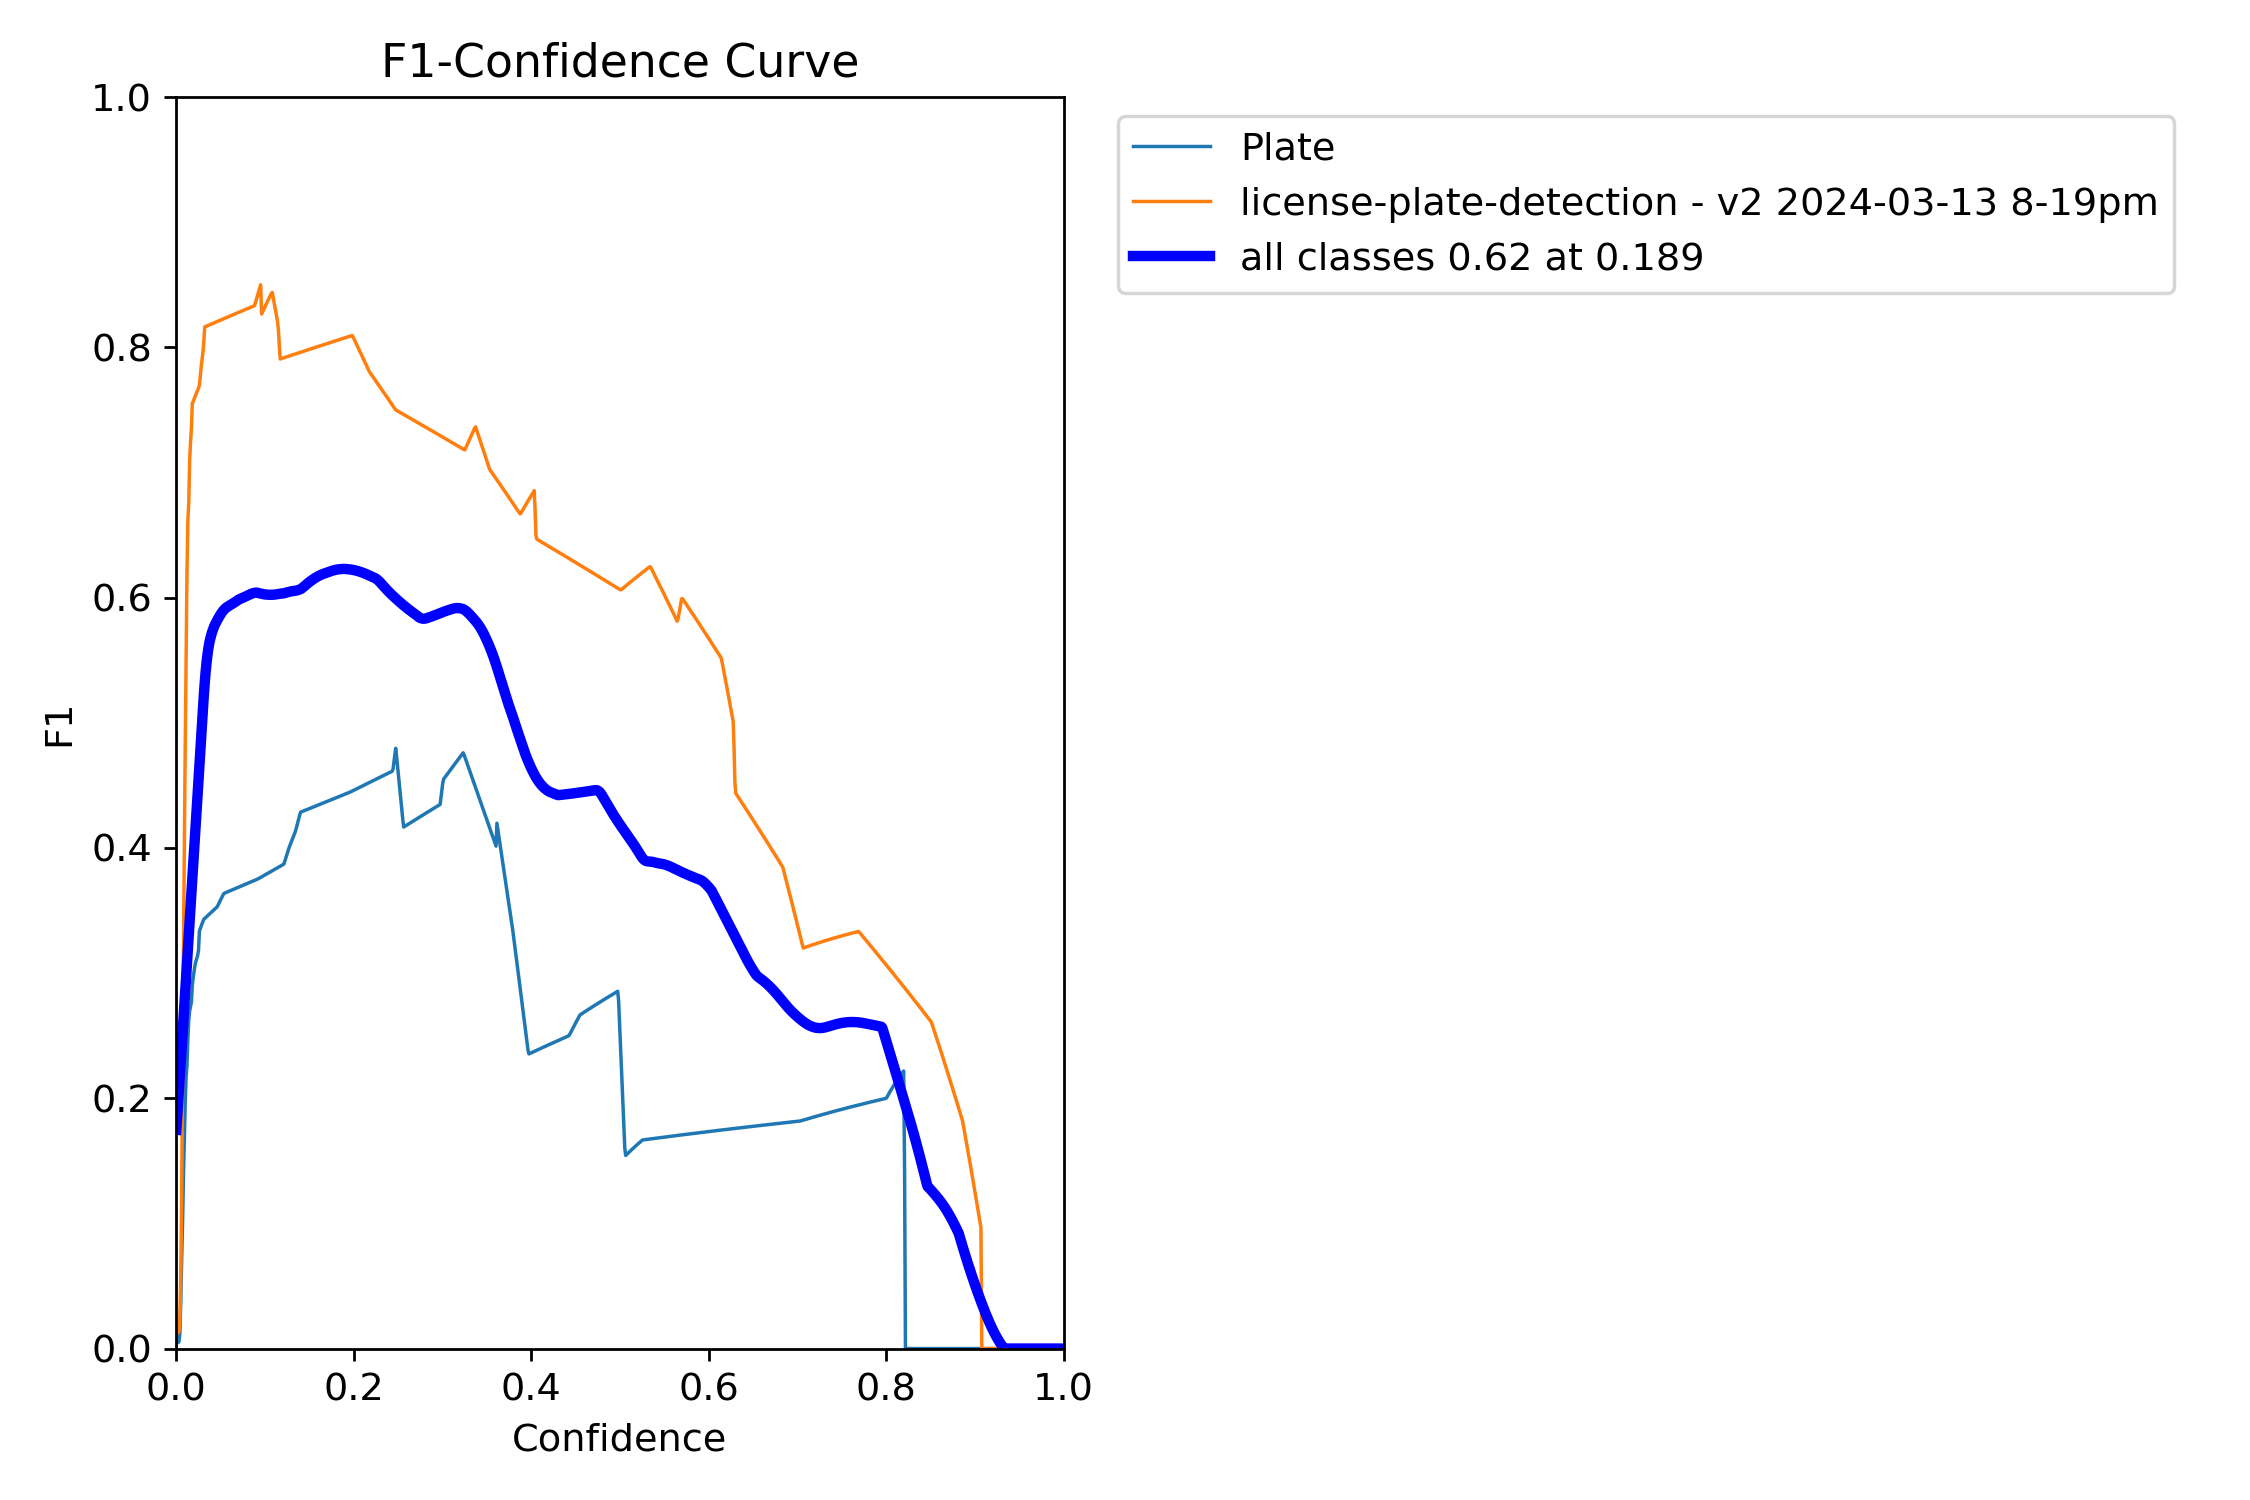 F1-Confidence Curve
1.0
0.8
0.6
0.4
0.2
0.0
F1
0.0 0.2 0.4 0.6 0.8 1.0
Confidence
Plate
license-plate-detection - v2 2024-03-13 8-19pm
all classes 0.62 at 0.189